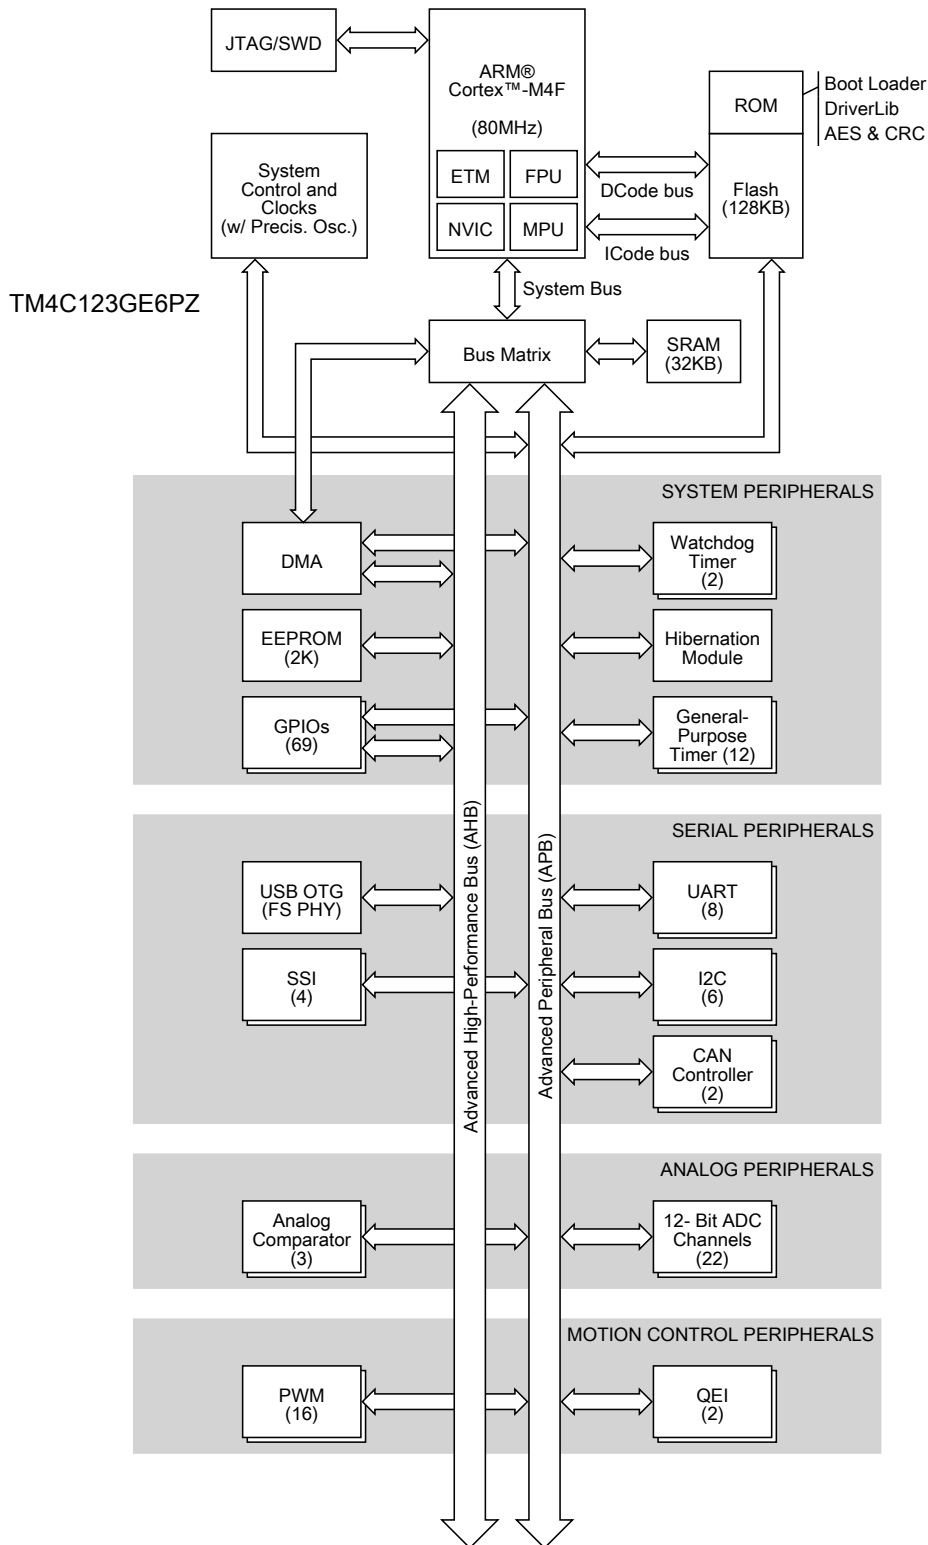 JTAG/SWD
ARM®
Cortex™-M4F
(80MHz)
ETM
FPU
NVIC
MPU
ROM
Boot Loader
DriverLib
AES & CRC
System
Control and
Clocks
(w/ Precis. Osc.)
DCode bus
Flash
(128KB)
ICode bus
System Bus
TM4C123GE6PZ
Bus Matrix
SRAM
(32KB)
SYSTEM PERIPHERALS
DMA
Watchdog
Timer
(2)
EEPROM
(2K)
Hibernation
Module
GPIOs
(69)
General-
Purpose
Timer (12)
Advanced High-Performance Bus (AHB)
Advanced Peripheral Bus (APB)
SERIAL PERIPHERALS
USB OTG
(FS PHY)
UART
(8)
SSI
(4)
I2C
(6)
CAN
Controller
(2)
ANALOG PERIPHERALS
Analog
Comparator
(3)
12- Bit ADC
Channels
(22)
MOTION CONTROL PERIPHERALS
PWM
(16)
QEI
(2)